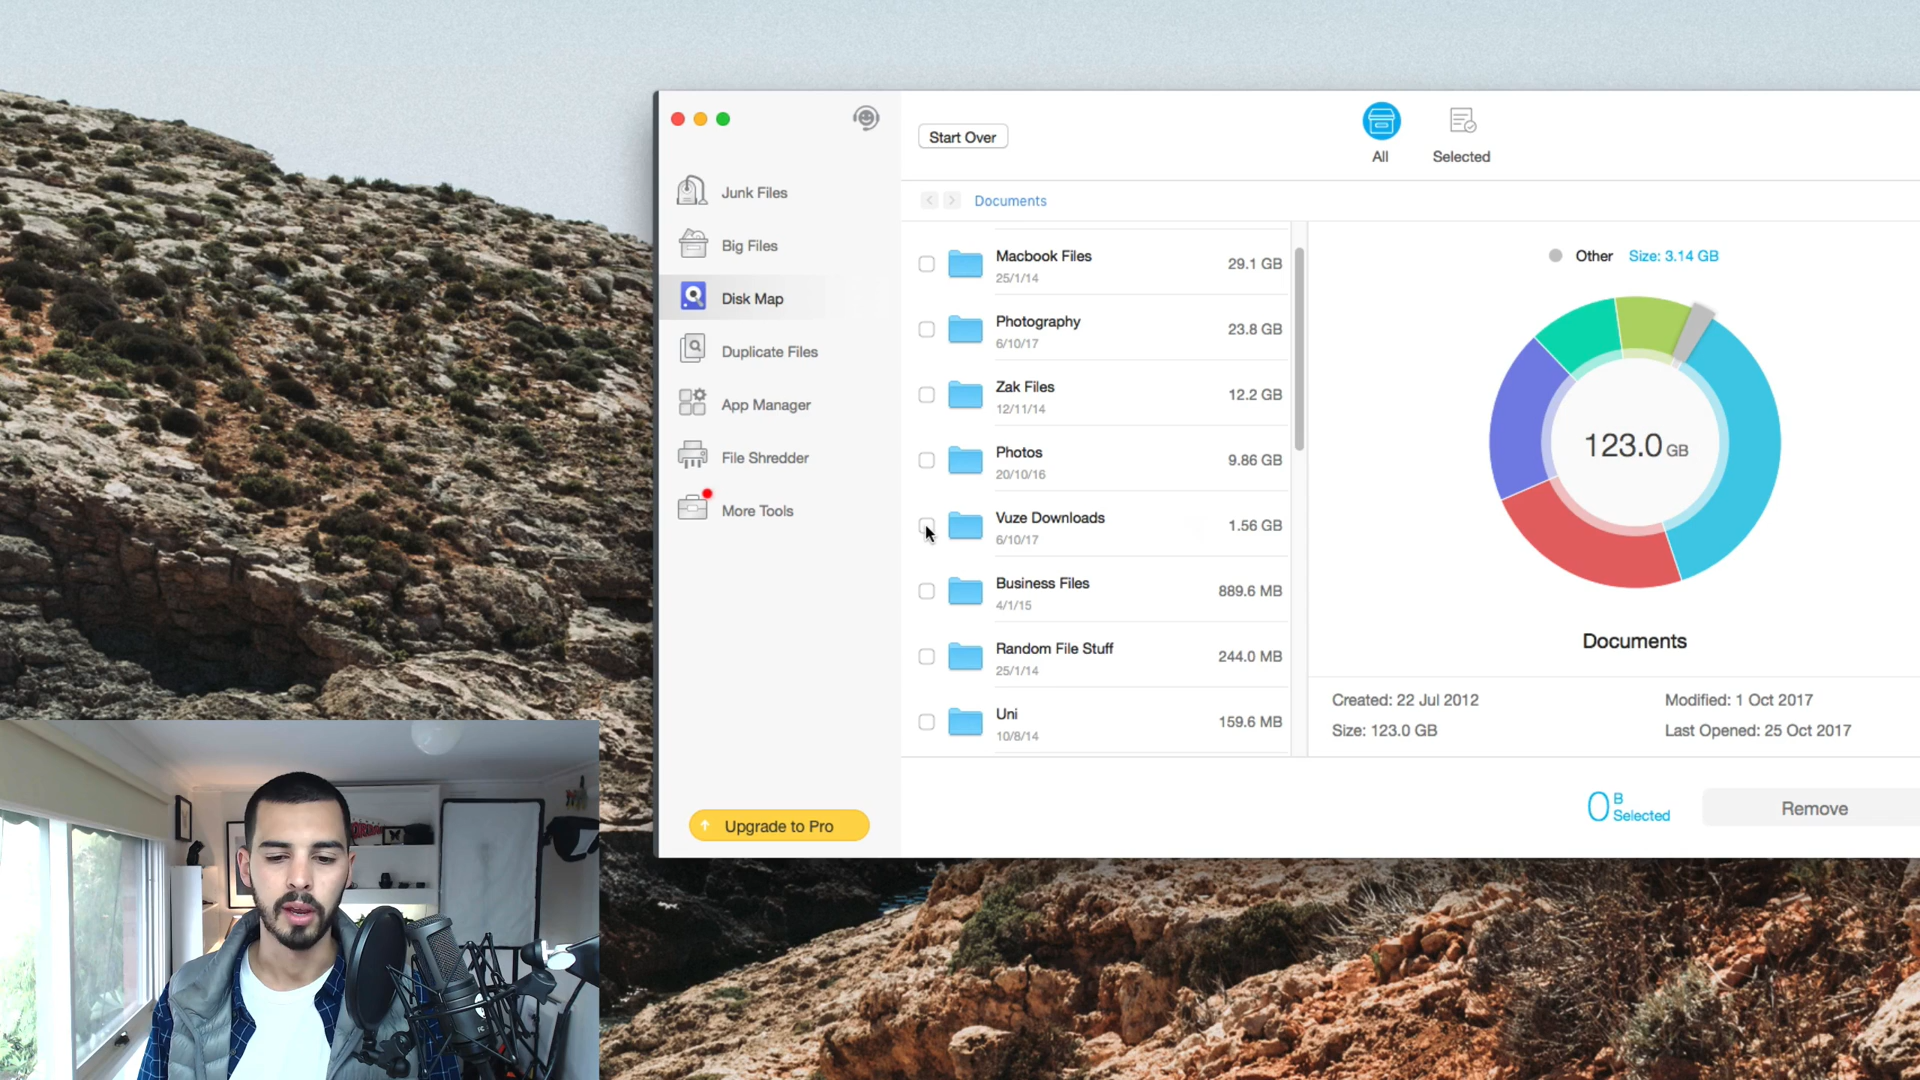 Start Over
All
Selected
Junk Files
Big Files
Disk Map
Duplicate Files
App Manager
File Shredder
More Tools
Upgrade to Pro
Documents
Macbook Files
29.1 GB
25/1/14
Photography
23.8 GB
6/10/17
Zak Files
12.2 GB
12/11/14
Photos
9.86 GB
20/10/16
Vuze Downloads
1.56 GB
6/10/17
Business Files
889.6 MB
4/1/15
Random File Stuff
244.0 MB
25/1/14
Uni
159.6 MB
10/8/14
Other Size: 3.14 GB
123.0 GB
Documents
Created: 22 Jul 2012
Modified: 1 Oct 2017
Size: 123.0 GB
Last Opened: 25 Oct 2017
0 B
Selected
Remove